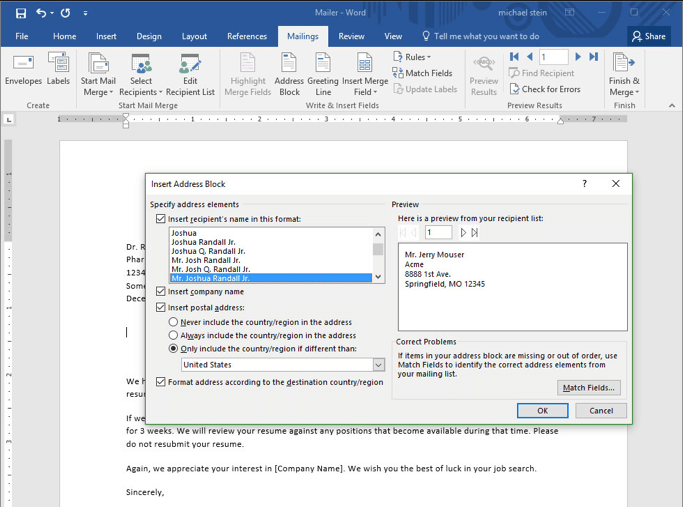 Mailer - Word
michael stein
File Home Insert Design Layout References Mailings Review View Tell me what you want to do Share
Envelopes Labels
Create
Start Mail Merge
Select Recipients
Edit Recipient List
Start Mail Merge
Highlight Merge Fields
Address Block
Greeting Line
Insert Merge Field
Rules
Match Fields
Update Labels
Write & Insert Fields
ABC
Preview Results
1
Find Recipient
Check for Errors
Preview Results
Finish & Merge
Finish
1 1 2 3 4 5 6 7
Insert Address Block
Specify address elements
Insert recipient's name in this format:
Joshua
Joshua Randall Jr.
Joshua Q. Randall Jr.
Mr. Josh Randall Jr.
Mr. Josh Q. Randall Jr.
Mr. Joshua Randall Jr.
Insert company name
Insert postal address:
Never include the country/region in the address
Always include the country/region in the address
Only include the country/region if different than:
United States
Format address according to the destination country/region
Preview
Here is a preview from your recipient list:
1
Mr. Jerry Mouser
Acme
8888 1st Ave.
Springfield, MO 12345
Correct Problems
If items in your address block are missing or out of order, use
Match Fields to identify the correct address elements from
your mailing list.
Match Fields...
OK Cancel
Dr. R
Phar
1234
Som
Dece
We h
resu
If we
for 3 weeks. We will review your resume against any positions that become available during that time. Please
do not resubmit your resume.
Again, we appreciate your interest in [Company Name]. We wish you the best of luck in your job search.
Sincerely,